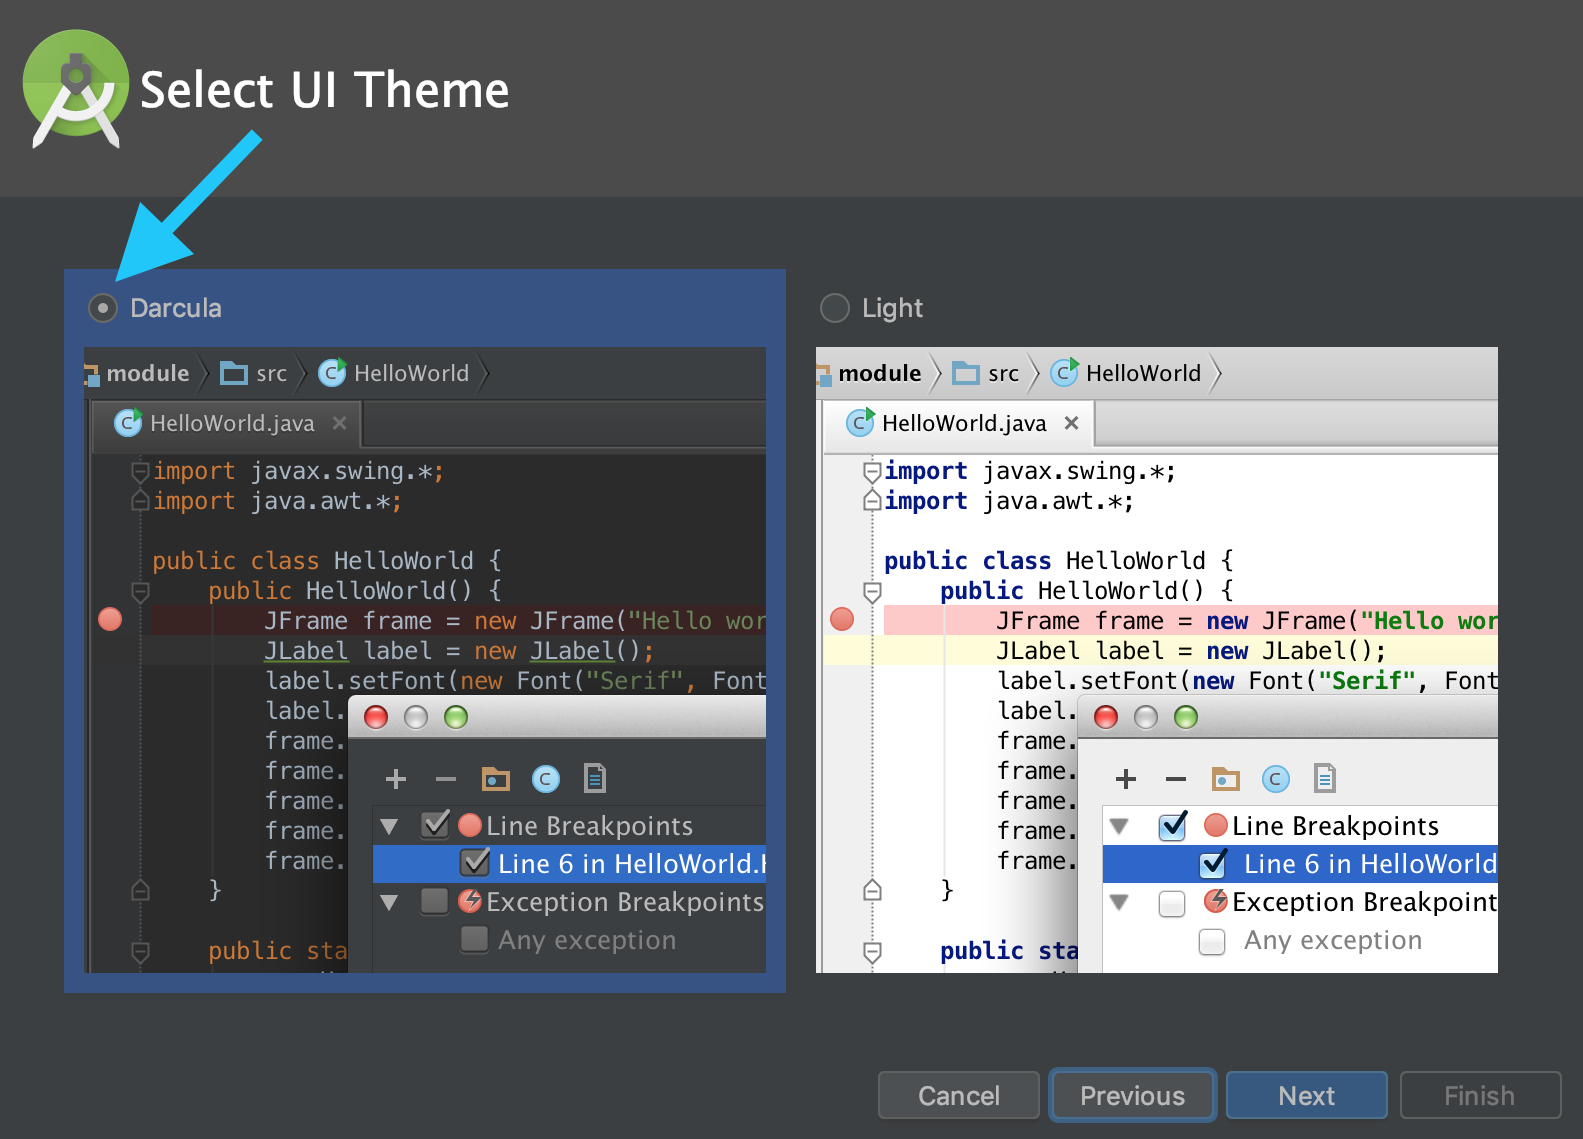 Select UI Theme
Darcula
module src HelloWorld
HelloWorld.java
import javax.swing.*;
import java.awt.*;
public class HelloWorld {
public HelloWorld() {
JFrame frame = new JFrame("Hello wor
JLabel label = new JLabel();
label.setFont(new Font("Serif", Font
label.
frame.
frame.
frame.
frame.
frame.
}
public sta
Line Breakpoints
Line 6 in HelloWorld.
Exception Breakpoints
Any exception
Light
module src HelloWorld
HelloWorld.java
import javax.swing.*;
import java.awt.*;
public class HelloWorld {
public HelloWorld() {
JFrame frame = new JFrame("Hello wor
JLabel label = new JLabel();
label.setFont(new Font("Serif", Font
label.
frame.
frame.
frame.
frame.
frame.
}
public sta
Line Breakpoints
Line 6 in HelloWorld
Exception Breakpoint
Any exception
Cancel Previous Next Finish